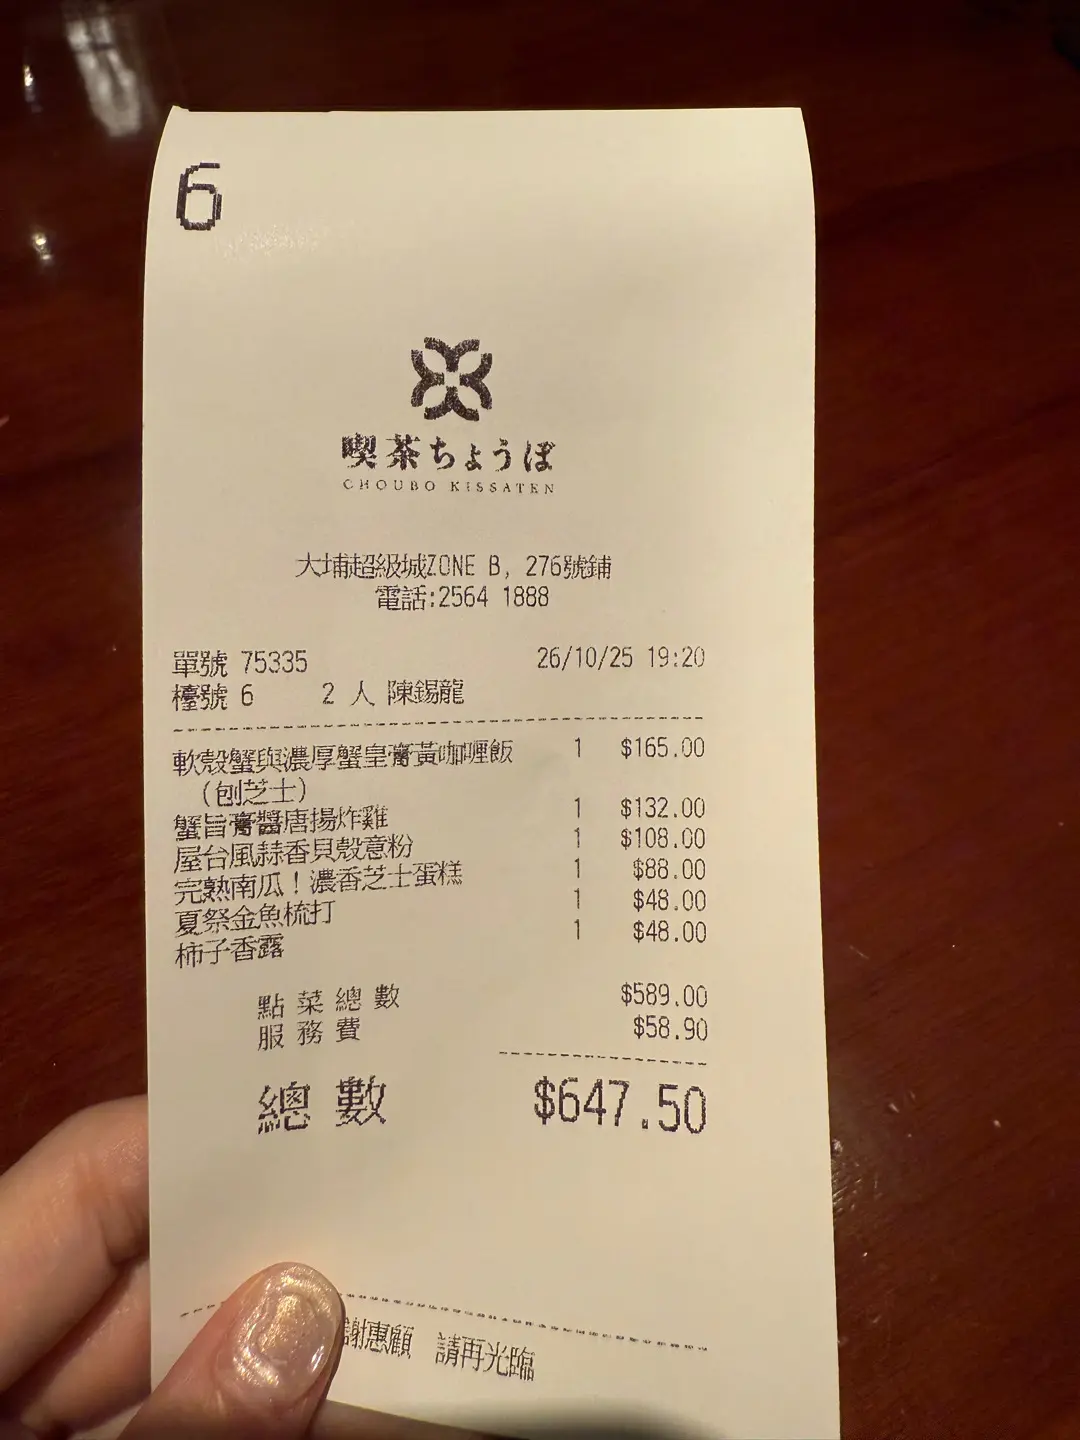 6
喫茶ちょうぼ
CHOUBO KISSATEN
大埔超級城ZONE B, 276號鋪
電話:2564 1888
單號 75335 26/10/25 19:20
檯號 6 2 人 陳錫龍
軟殼蟹與濃厚蟹皇膏黃咖喱飯 1 $165.00
(刨芝士)
蟹旨膏醬唐揚炸雞 1 $132.00
屋台風蒜香貝殼意粉 1 $108.00
完熟南瓜！濃香芝士蛋糕 1 $88.00
夏祭金魚梳打 1 $48.00
柿子香露 1 $48.00
點菜總數 $589.00
服務費 $58.90
總數 $647.50
謝惠顧 請再光臨